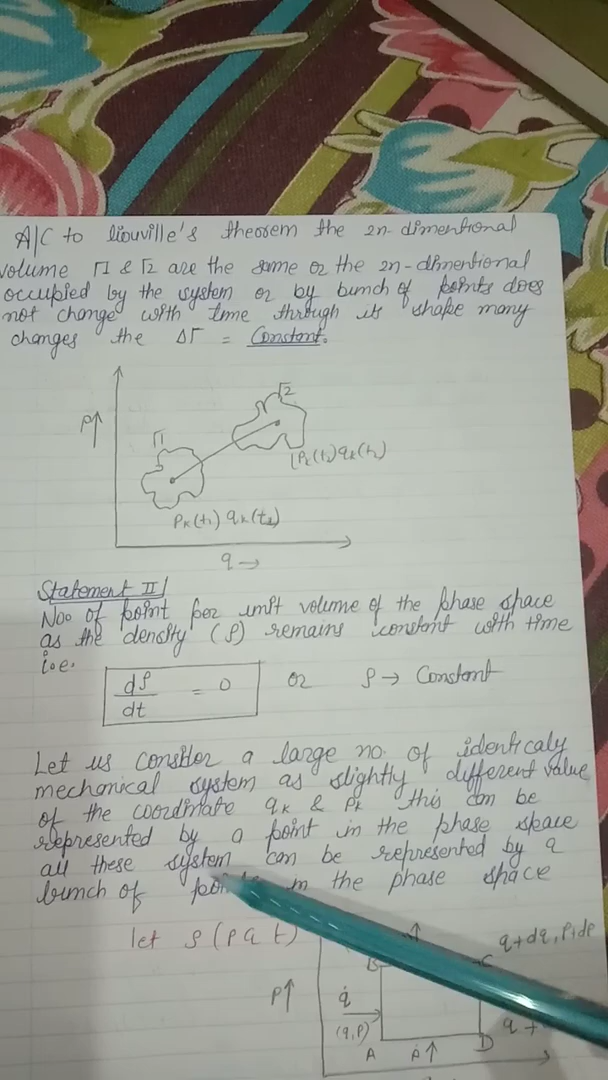 A/C to liouville's theorem the 2n-dimentional
volume Γ1 & Γ2 are the same or the 2n-dimentional
occupied by the system or by bunch of points does
not change with time through its shape many
changes the ΔΓ = Constant.
Γ2
P↑
Γ1
(t₂) qk(t₂)
Pk(t₁) qk(t₁)
q→
Statement II
Noo of point per unit volume of the phase space
as the density (ρ) remains constant with time
i.e.
dρ/dt = 0 or ρ → Constant
Let us consider a large no. of identicaly
mechanical system as slightly different value
of the coordinate qk & Pk this can be
represented by a point in the phase space
all these system can be represented by a
bunch of in the phase space
let ρ(p q t)
q+dq, P+dp
B C
P↑ q̇
(q,P) q+
A ṗ↑ D